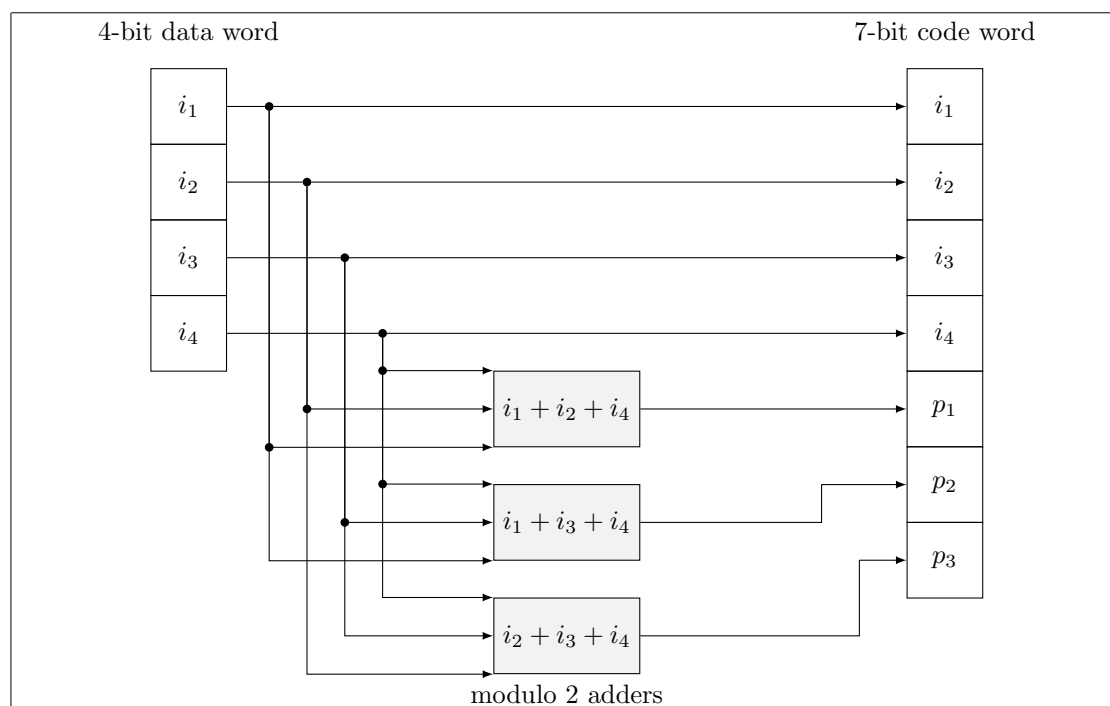 4-bit data word
7-bit code word
i₁
i₂
i₃
i₄
i₁ + i₂ + i₄
i₁ + i₃ + i₄
i₂ + i₃ + i₄
modulo 2 adders
i₁
i₂
i₃
i₄
p₁
p₂
p₃